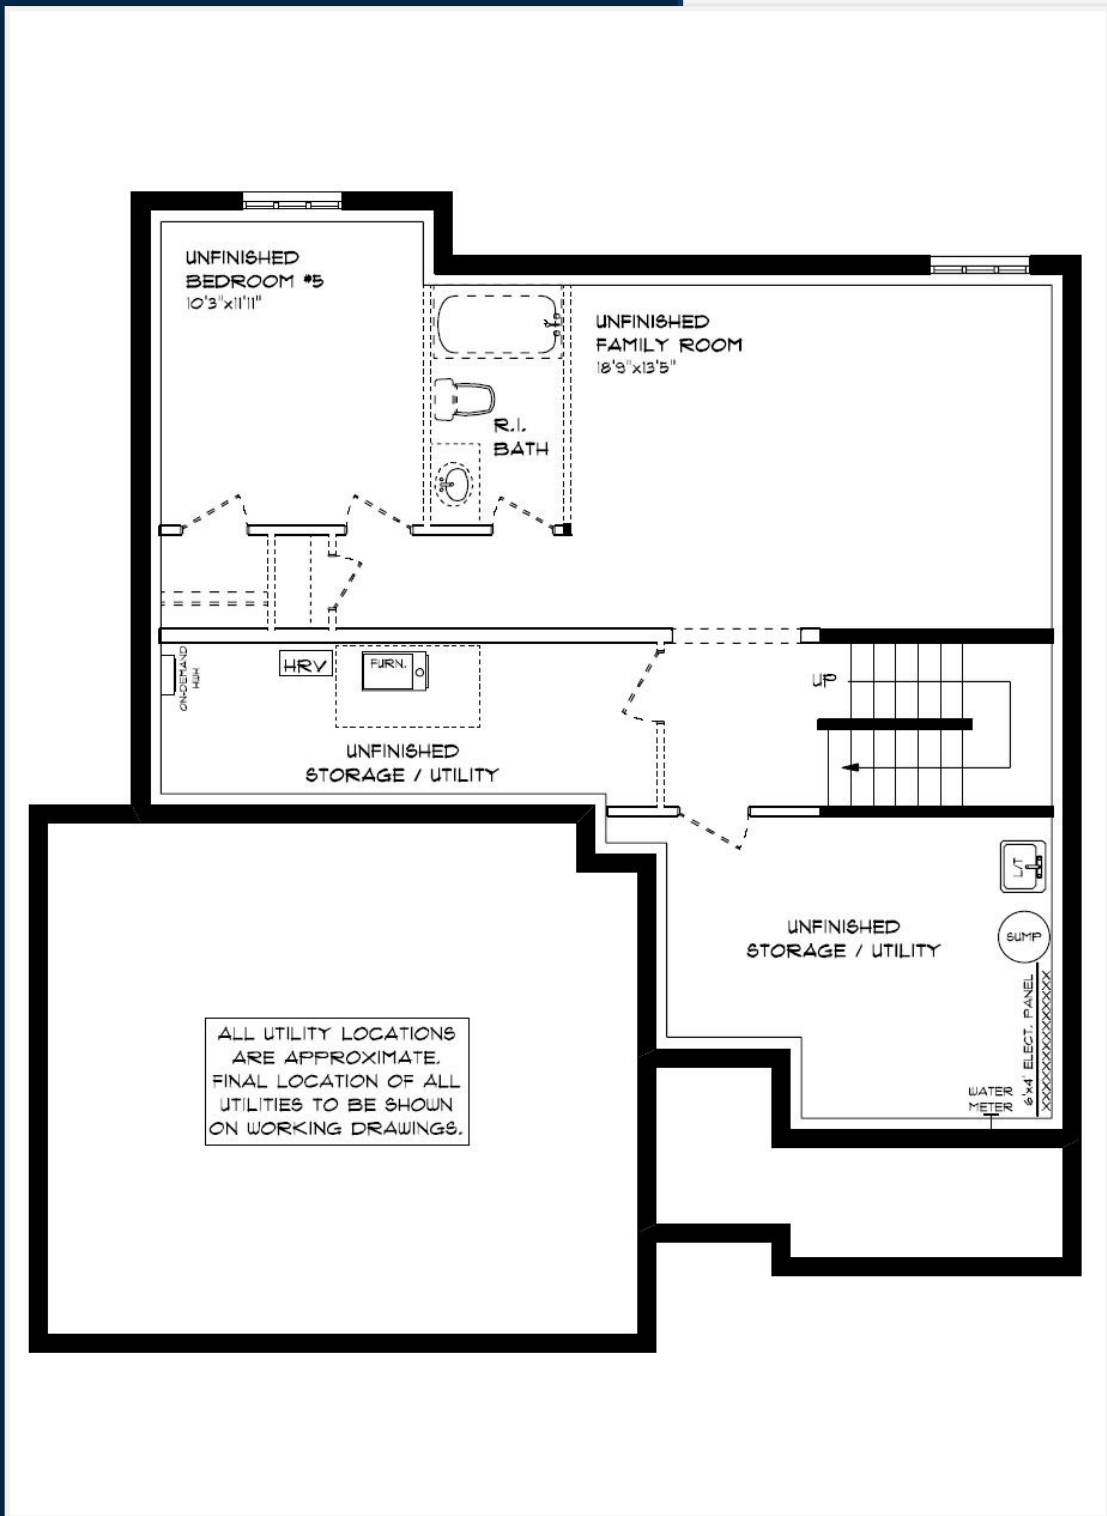 UNFINISHED
BEDROOM #5
10'3"x11'11"
UNFINISHED
FAMILY ROOM
18'9"x13'5"
R.I.
BATH
ON-DEMAND
HWH
HRV
FURN.
UP
UNFINISHED
STORAGE / UTILITY
L/T
UNFINISHED
STORAGE / UTILITY
SUMP
6'x4' ELECT. PANEL
WATER
METER
ALL UTILITY LOCATIONS
ARE APPROXIMATE.
FINAL LOCATION OF ALL
UTILITIES TO BE SHOWN
ON WORKING DRAWINGS.